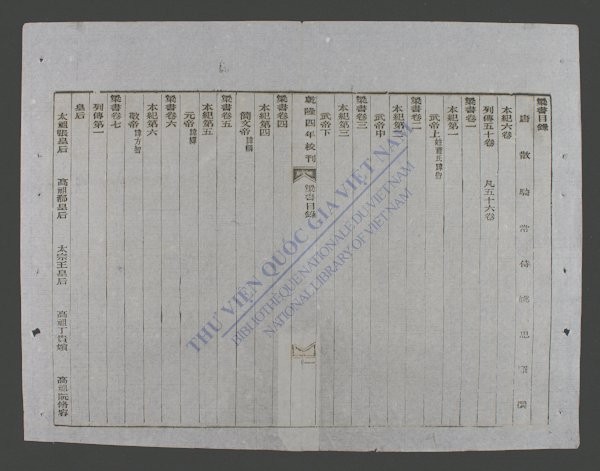 梁書目錄
唐散騎常侍姚思廉撰
本紀六卷
列傳五十卷 凡五十六卷
梁書卷一
本紀第一
武帝上
梁書卷二
本紀第二
武帝中
梁書卷三
本紀第三
武帝下
乾隆四年校刊 梁書目錄
梁書卷四
本紀第四
簡文帝
梁書卷五
本紀第五
元帝
梁書卷六
本紀第六
敬帝
梁書卷七
列傳第一
皇后
太祖張皇后 高祖郗皇后 太宗王皇后 高祖丁貴嬪 高祖阮脩容
THƯ VIỆN QUỐC GIA VIỆT NAM
BIBLIOTHÈQUE NATIONALE DU VIETNAM
NATIONAL LIBRARY OF VIETNAM